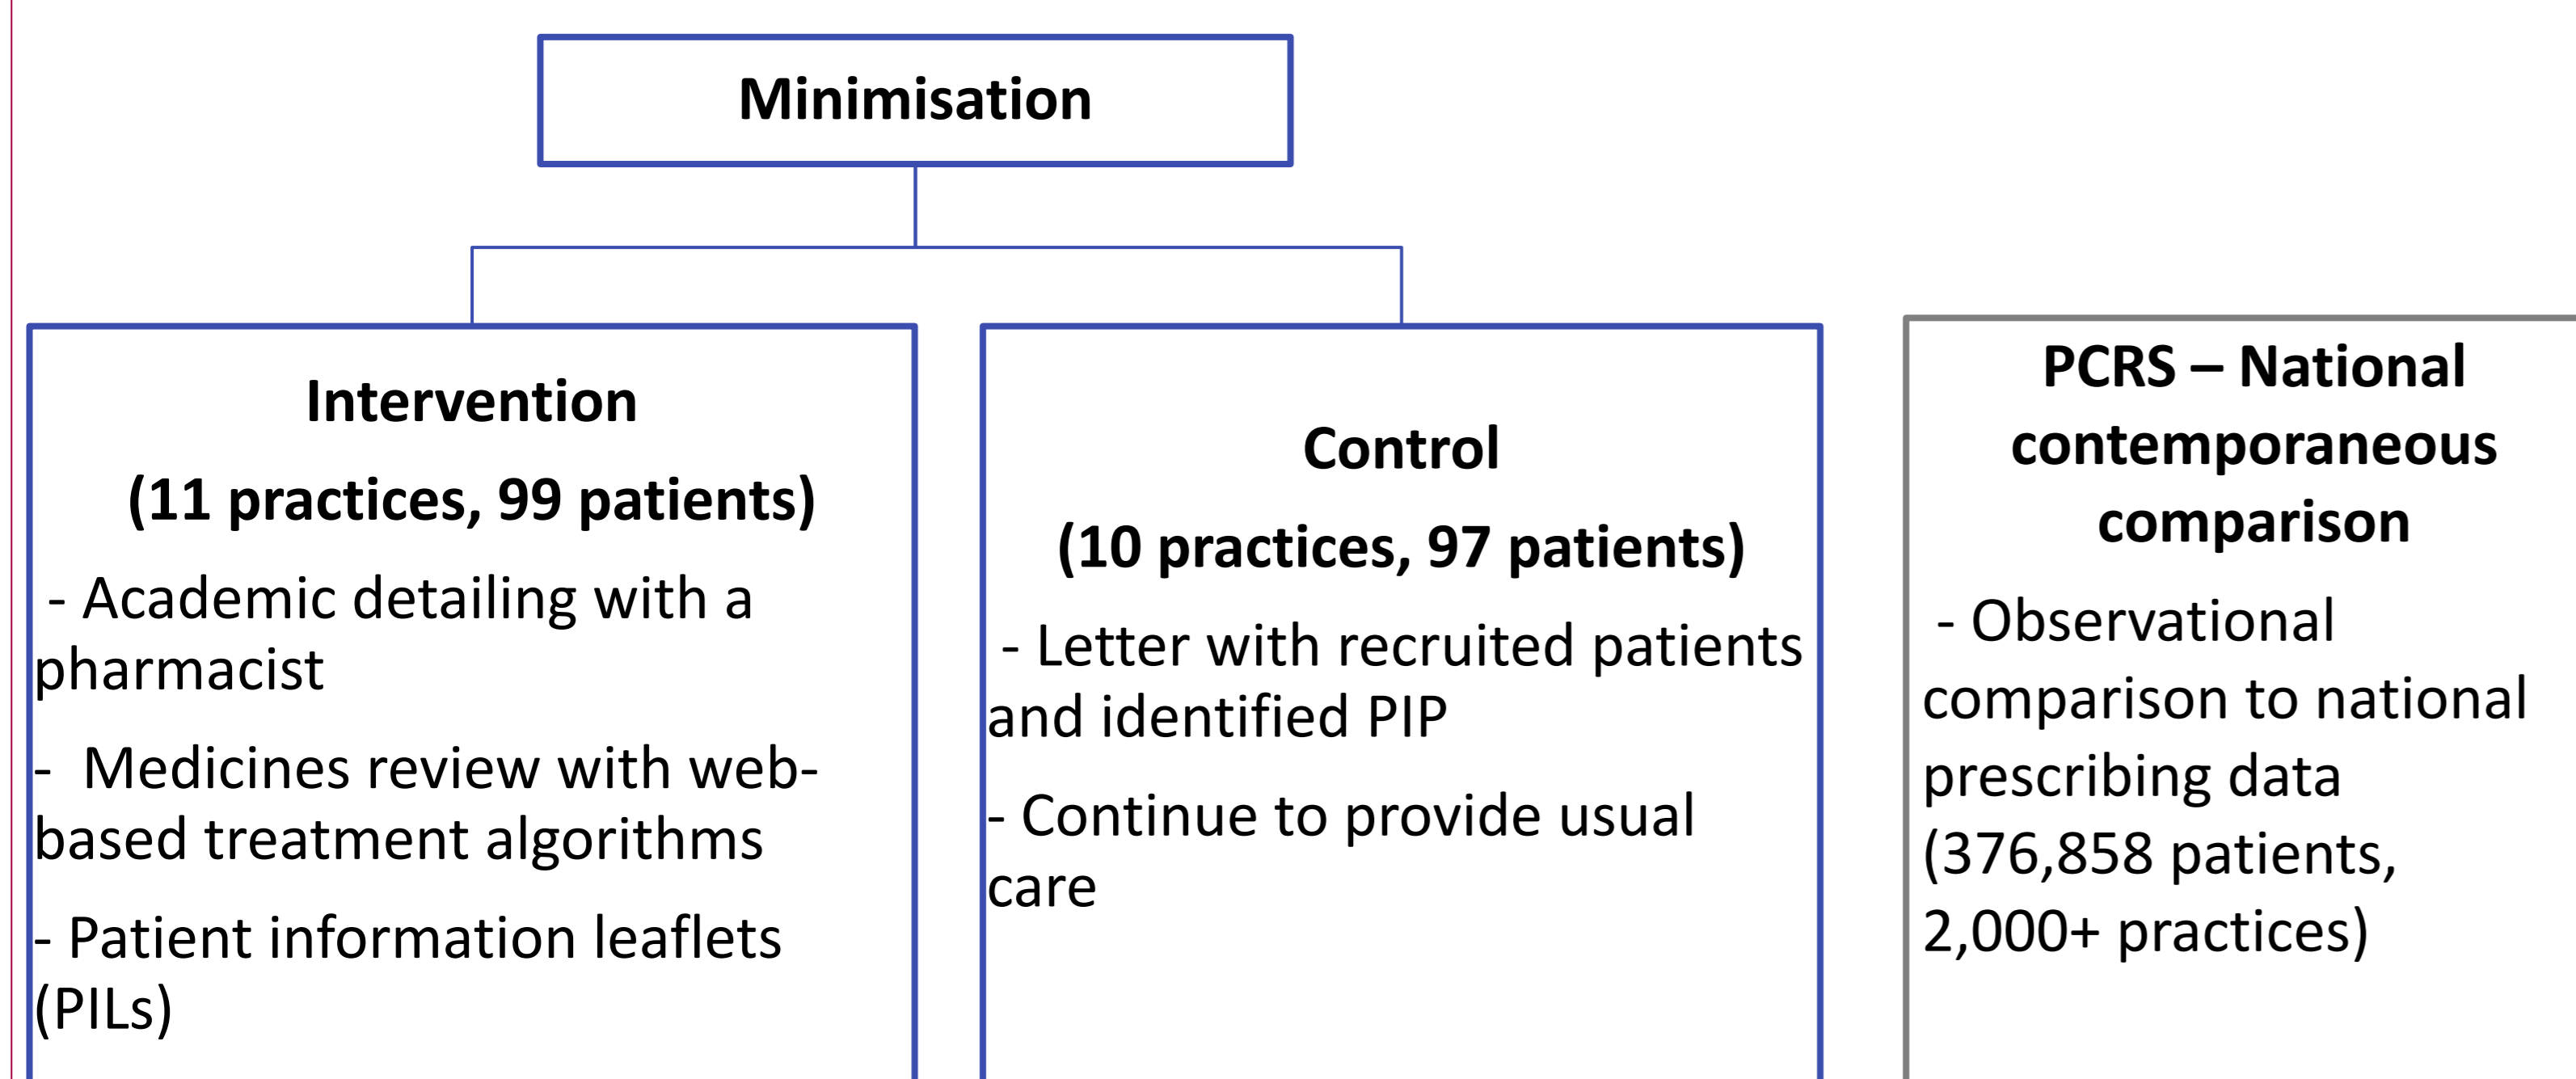 Minimisation
Intervention
(11 practices, 99 patients)
- Academic detailing with a
pharmacist
- Medicines review with web-
based treatment algorithms
- Patient information leaflets
(PILs)
Control
(10 practices, 97 patients)
- Letter with recruited patients
and identified PIP
- Continue to provide usual
care
PCRS – National
contemporaneous
comparison
- Observational
comparison to national
prescribing data
(376,858 patients,
2,000+ practices)